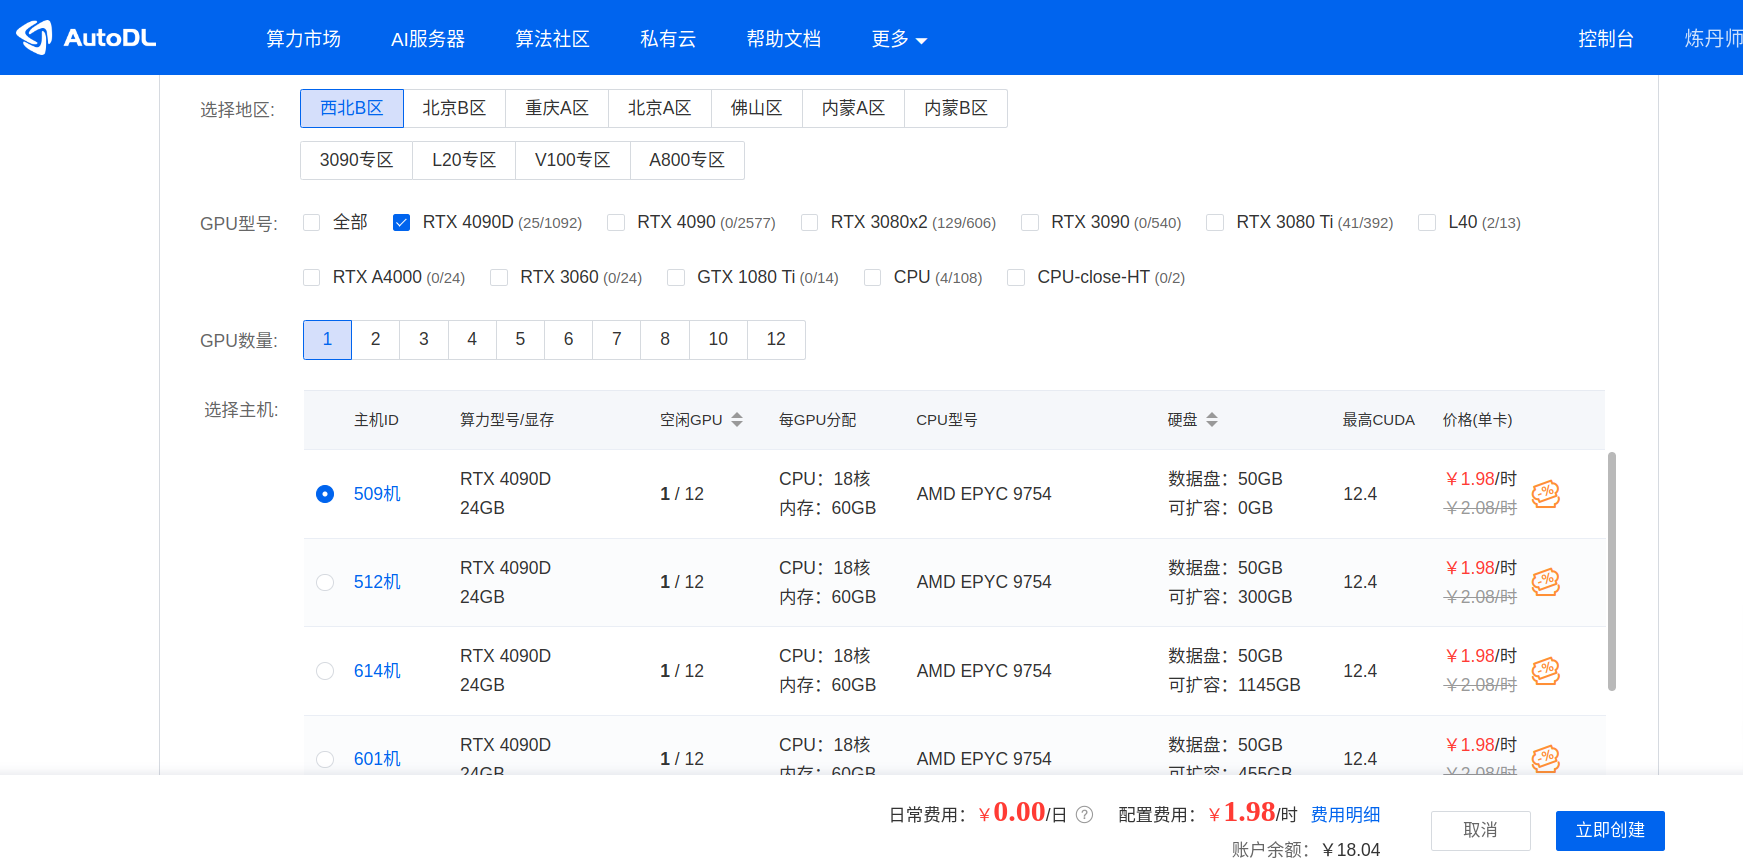 AutoDL 算力市场 AI服务器 算法社区 私有云 帮助文档 更多 控制台 炼丹师
选择地区: 西北B区 北京B区 重庆A区 北京A区 佛山区 内蒙A区 内蒙B区
3090专区 L20专区 V100专区 A800专区
GPU型号: 全部 RTX 4090D (25/1092) RTX 4090 (0/2577) RTX 3080x2 (129/606) RTX 3090 (0/540) RTX 3080 Ti (41/392) L40 (2/13)
RTX A4000 (0/24) RTX 3060 (0/24) GTX 1080 Ti (0/14) CPU (4/108) CPU-close-HT (0/2)
GPU数量: 1 2 3 4 5 6 7 8 10 12
选择主机: 主机ID 算力型号/显存 空闲GPU 每GPU分配 CPU型号 硬盘 最高CUDA 价格(单卡)
RTX 4090D CPU：18核 数据盘：50GB ￥1.98/时
509机 1 / 12 AMD EPYC 9754 12.4
24GB 内存：60GB 可扩容：0GB ￥2.08/时
RTX 4090D CPU：18核 数据盘：50GB ￥1.98/时
512机 1 / 12 AMD EPYC 9754 12.4
24GB 内存：60GB 可扩容：300GB ￥2.08/时
RTX 4090D CPU：18核 数据盘：50GB ￥1.98/时
614机 1 / 12 AMD EPYC 9754 12.4
24GB 内存：60GB 可扩容：1145GB ￥2.08/时
RTX 4090D CPU：18核 数据盘：50GB ￥1.98/时
601机 1 / 12 AMD EPYC 9754 12.4
24GB 内存：60GB 可扩容：455GB ￥2.08/时
日常费用：￥0.00/日 ? 配置费用：￥1.98/时 费用明细 取消 立即创建
账户余额：￥18.04